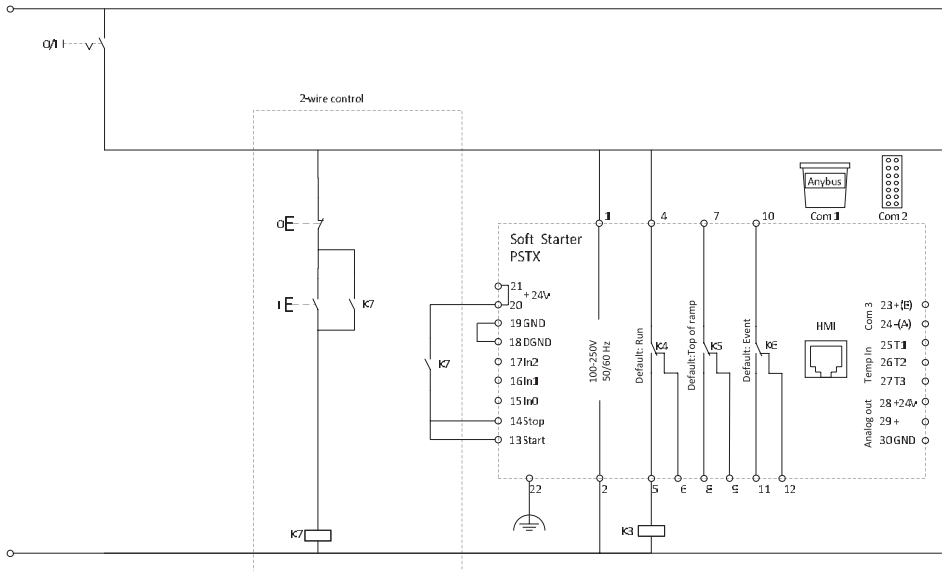 0/1
2-wire control
Anybus
Com 1
Com 2
1
4
7
10
0E
Soft Starter
PSTX
21
+24V
20
19 GND
18 DGND
17 In2
16 In1
15 In0
14 Stop
13 Start
IE
K7
K7
100-250V
50/60 Hz
Default: Run
K4
Default:Top of ramp
K5
Default: Event
K6
HMI
Com 3
23 +(B)
24 -(A)
Temp In
25 T1
26 T2
27 T3
Analog out
28 +24V
29 +
30 GND
22
2
5
6
8
9
11
12
K7
K3